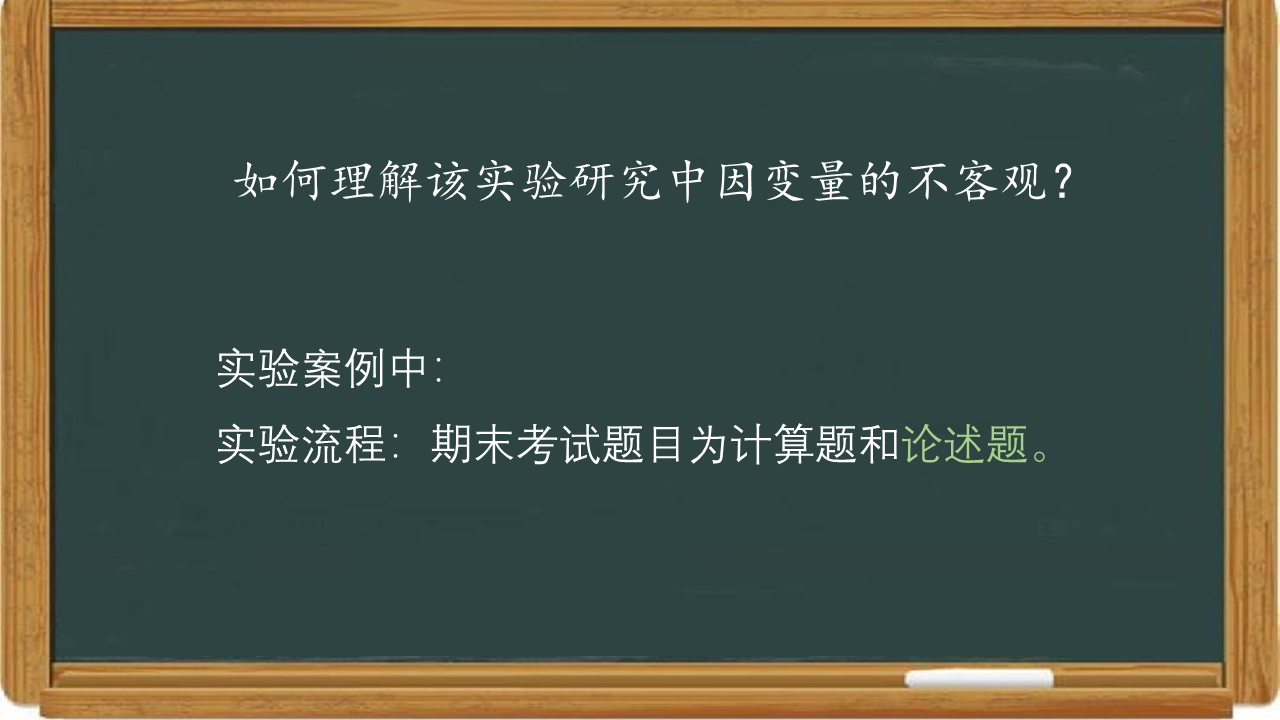 如何理解该实验研究中因变量的不客观？
实验案例中：
实验流程：期末考试题目为计算题和论述题。